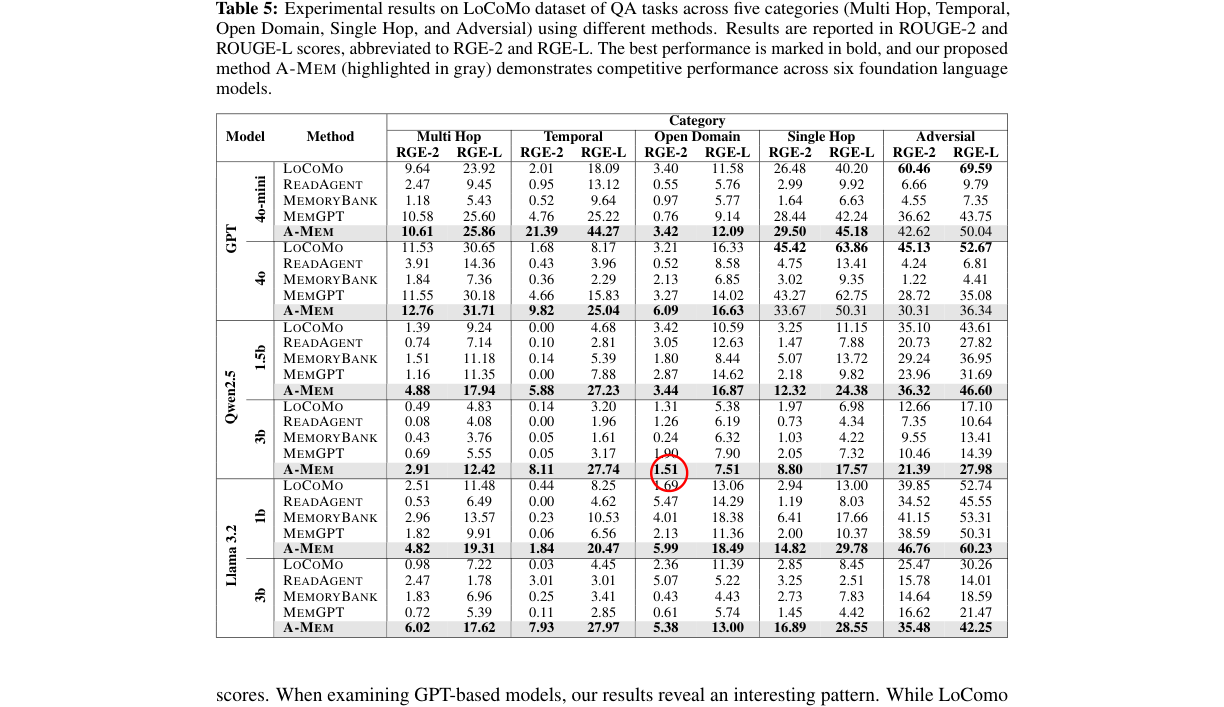 Table 5: Experimental results on LoCoMo dataset of QA tasks across five categories (Multi Hop, Temporal,
Open Domain, Single Hop, and Adversarial) using different methods. Results are reported in ROUGE-2 and
ROUGE-L scores, abbreviated to RGE-2 and RGE-L. The best performance is marked in bold, and our proposed
method A-MEM (highlighted in gray) demonstrates competitive performance across six foundation language
models.
Category
Model Method Multi Hop Temporal Open Domain Single Hop Adversial
RGE-2 RGE-L RGE-2 RGE-L RGE-2 RGE-L RGE-2 RGE-L RGE-2 RGE-L
GPT
4o-mini
LOCOMO 9.64 23.92 2.01 18.09 3.40 11.58 26.48 40.20 60.46 69.59
READAGENT 2.47 9.45 0.95 13.12 0.55 5.76 2.99 9.92 6.66 9.79
MEMORYBANK 1.18 5.43 0.52 9.64 0.97 5.77 1.64 6.63 4.55 7.35
MEMGPT 10.58 25.60 4.76 25.22 0.76 9.14 28.44 42.24 36.62 43.75
A-MEM 10.61 25.86 21.39 44.27 3.42 12.09 29.50 45.18 42.62 50.04
4o
LOCOMO 11.53 30.65 1.68 8.17 3.21 16.33 45.42 63.86 45.13 52.67
READAGENT 3.91 14.36 0.43 3.96 0.52 8.58 4.75 13.41 4.24 6.81
MEMORYBANK 1.84 7.36 0.36 2.29 2.13 6.85 3.02 9.35 1.22 4.41
MEMGPT 11.55 30.18 4.66 15.83 3.27 14.02 43.27 62.75 28.72 35.08
A-MEM 12.76 31.71 9.82 25.04 6.09 16.63 33.67 50.31 30.31 36.34
Qwen2.5
1.5b
LOCOMO 1.39 9.24 0.00 4.68 3.42 10.59 3.25 11.15 35.10 43.61
READAGENT 0.74 7.14 0.10 2.81 3.05 12.63 1.47 7.88 20.73 27.82
MEMORYBANK 1.51 11.18 0.14 5.39 1.80 8.44 5.07 13.72 29.24 36.95
MEMGPT 1.16 11.35 0.00 7.88 2.87 14.62 2.18 9.82 23.96 31.69
A-MEM 4.88 17.94 5.88 27.23 3.44 16.87 12.32 24.38 36.32 46.60
3b
LOCOMO 0.49 4.83 0.14 3.20 1.31 5.38 1.97 6.98 12.66 17.10
READAGENT 0.08 4.08 0.00 1.96 1.26 6.19 0.73 4.34 7.35 10.64
MEMORYBANK 0.43 3.76 0.05 1.61 0.24 6.32 1.03 4.22 9.55 13.41
MEMGPT 0.69 5.55 0.05 3.17 1.90 7.90 2.05 7.32 10.46 14.39
A-MEM 2.91 12.42 8.11 27.74 1.51 7.51 8.80 17.57 21.39 27.98
Llama 3.2
1b
LOCOMO 2.51 11.48 0.44 8.25 1.69 13.06 2.94 13.00 39.85 52.74
READAGENT 0.53 6.49 0.00 4.62 5.47 14.29 1.19 8.03 34.52 45.55
MEMORYBANK 2.96 13.57 0.23 10.53 4.01 18.38 6.41 17.66 41.15 53.31
MEMGPT 1.82 9.91 0.06 6.56 2.13 11.36 2.00 10.37 38.59 50.31
A-MEM 4.82 19.31 1.84 20.47 5.99 18.49 14.82 29.78 46.76 60.23
3b
LOCOMO 0.98 7.22 0.03 4.45 2.36 11.39 2.85 8.45 25.47 30.26
READAGENT 2.47 1.78 3.01 3.01 5.07 5.22 3.25 2.51 15.78 14.01
MEMORYBANK 1.83 6.96 0.25 3.41 0.43 4.43 2.73 7.83 14.64 18.59
MEMGPT 0.72 5.39 0.11 2.85 0.61 5.74 1.45 4.42 16.62 21.47
A-MEM 6.02 17.62 7.93 27.97 5.38 13.00 16.89 28.55 35.48 42.25
scores. When examining GPT-based models, our results reveal an interesting pattern. While LoComo